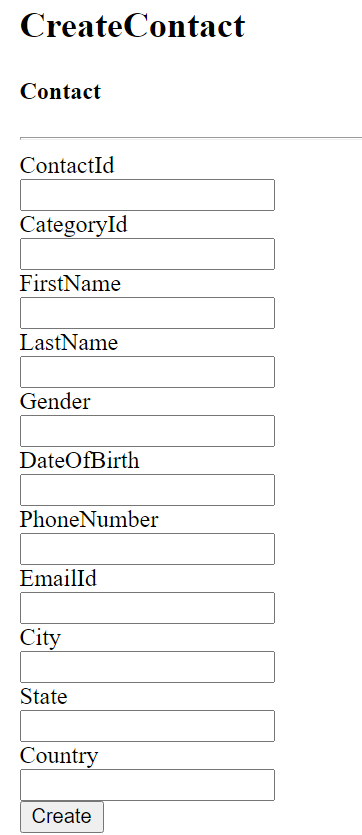 CreateContact
Contact
ContactId
CategoryId
FirstName
LastName
Gender
DateOfBirth
PhoneNumber
EmailId
City
State
Country
Create